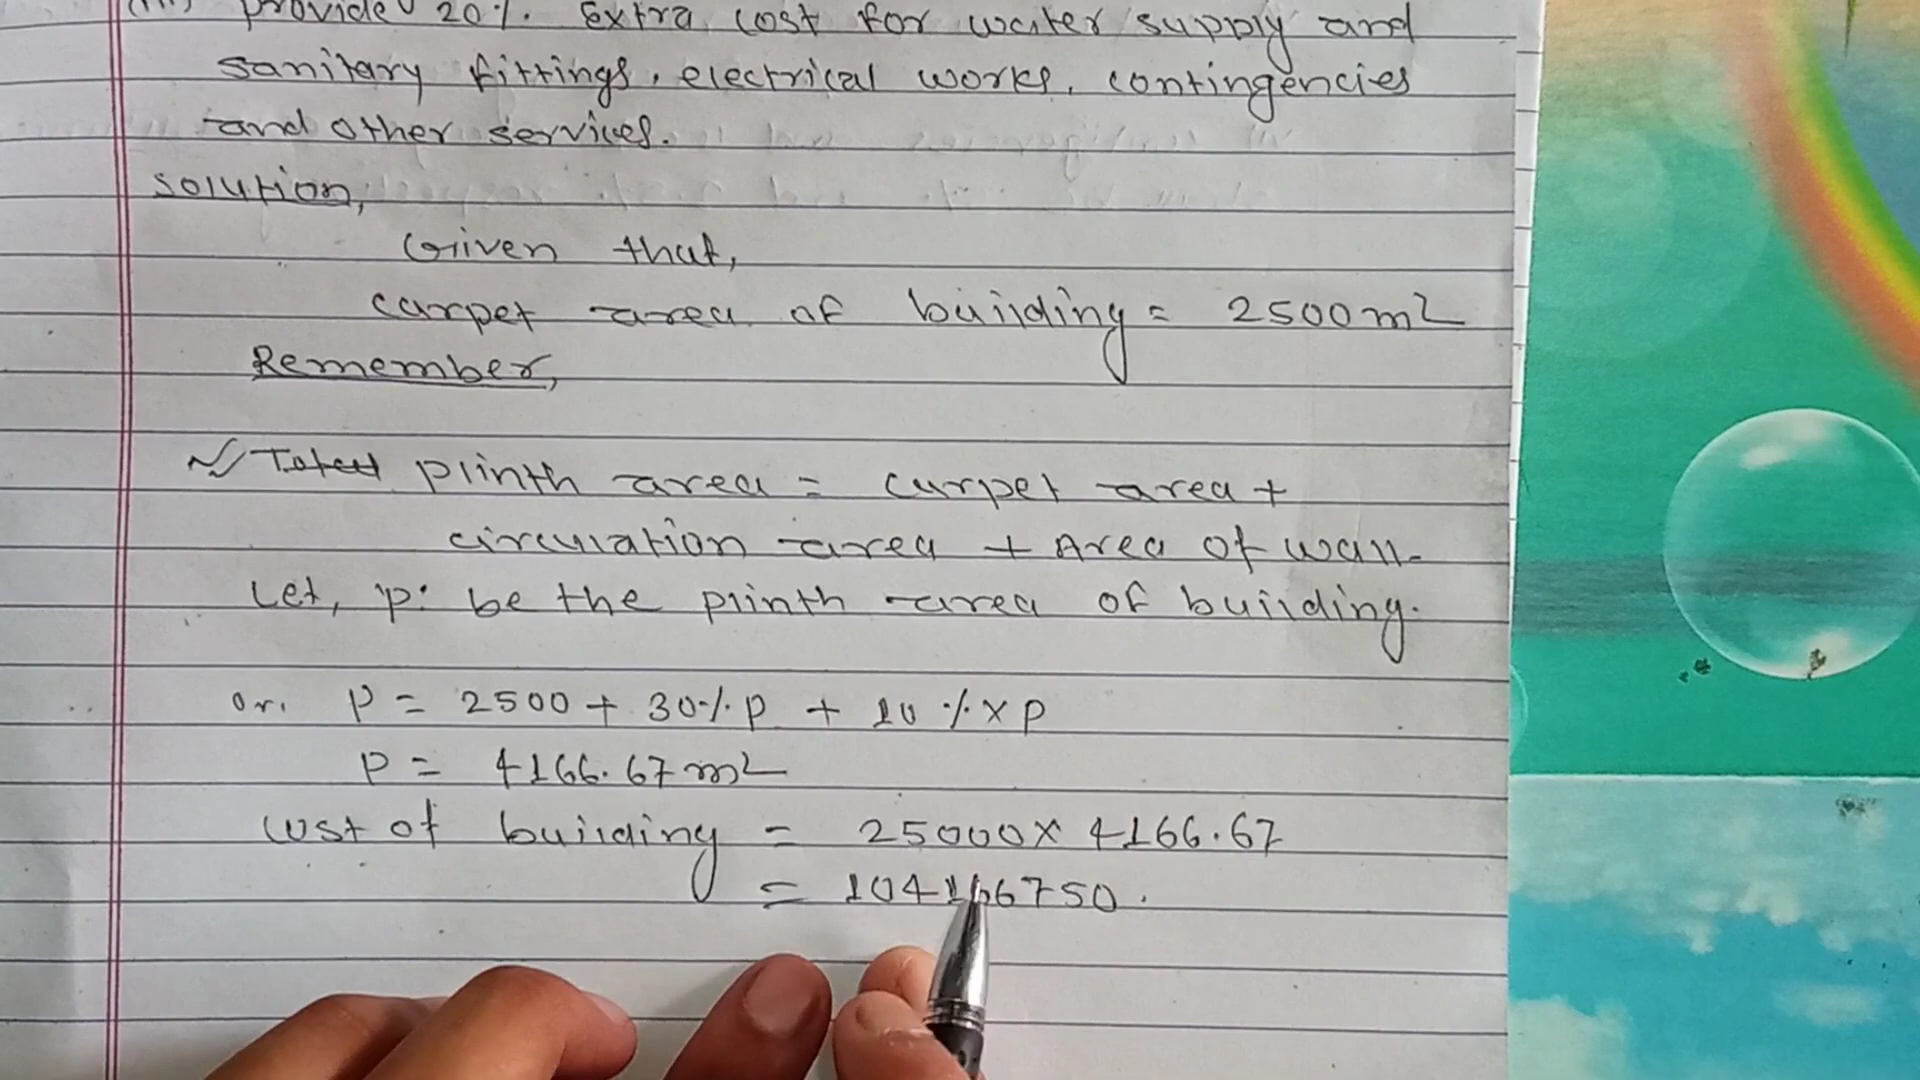 (iii) provide 20%. Extra cost for water supply and
sanitary fittings, electrical works, contingencies
and other services.
Solution,
Given that,
carpet area of building = 2500m2
Remember,
Total plinth area = carpet area +
circulation area + Area of wall.
Let, 'p' be the plinth area of building.
or, P = 2500 + 30% P + 10 % x P
P = 4166.67 m2
Cost of building = 25000 x 4166.67
= 104166750.